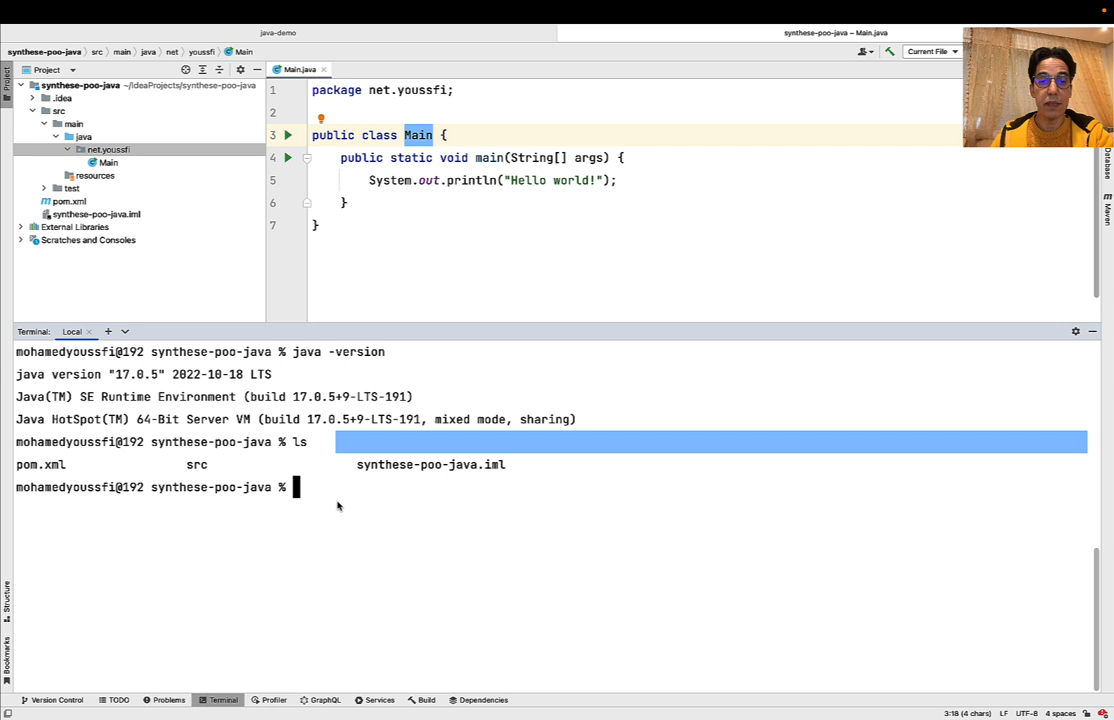 java-demo
synthese-poo-java – Main.java
synthese-poo-java › src › main › java › net › youssfi › Main
Current File
Project
Main.java
Project
synthese-poo-java ~/IdeaProjects/synthese-poo-java
.idea
src
main
java
net.youssfi
Main
resources
test
pom.xml
synthese-poo-java.iml
External Libraries
Scratches and Consoles
1 package net.youssfi;
2
3 public class Main {
4 public static void main(String[] args) {
5 System.out.println("Hello world!");
6 }
7 }
Database
Maven
Terminal: Local
mohamedyoussfi@192 synthese-poo-java % java -version
java version "17.0.5" 2022-10-18 LTS
Java(TM) SE Runtime Environment (build 17.0.5+9-LTS-191)
Java HotSpot(TM) 64-Bit Server VM (build 17.0.5+9-LTS-191, mixed mode, sharing)
mohamedyoussfi@192 synthese-poo-java % ls
pom.xml src synthese-poo-java.iml
mohamedyoussfi@192 synthese-poo-java %
Structure
Bookmarks
Version Control TODO Problems Terminal Profiler GraphQL Services Build Dependencies
3:18 (4 chars) LF UTF-8 4 spaces